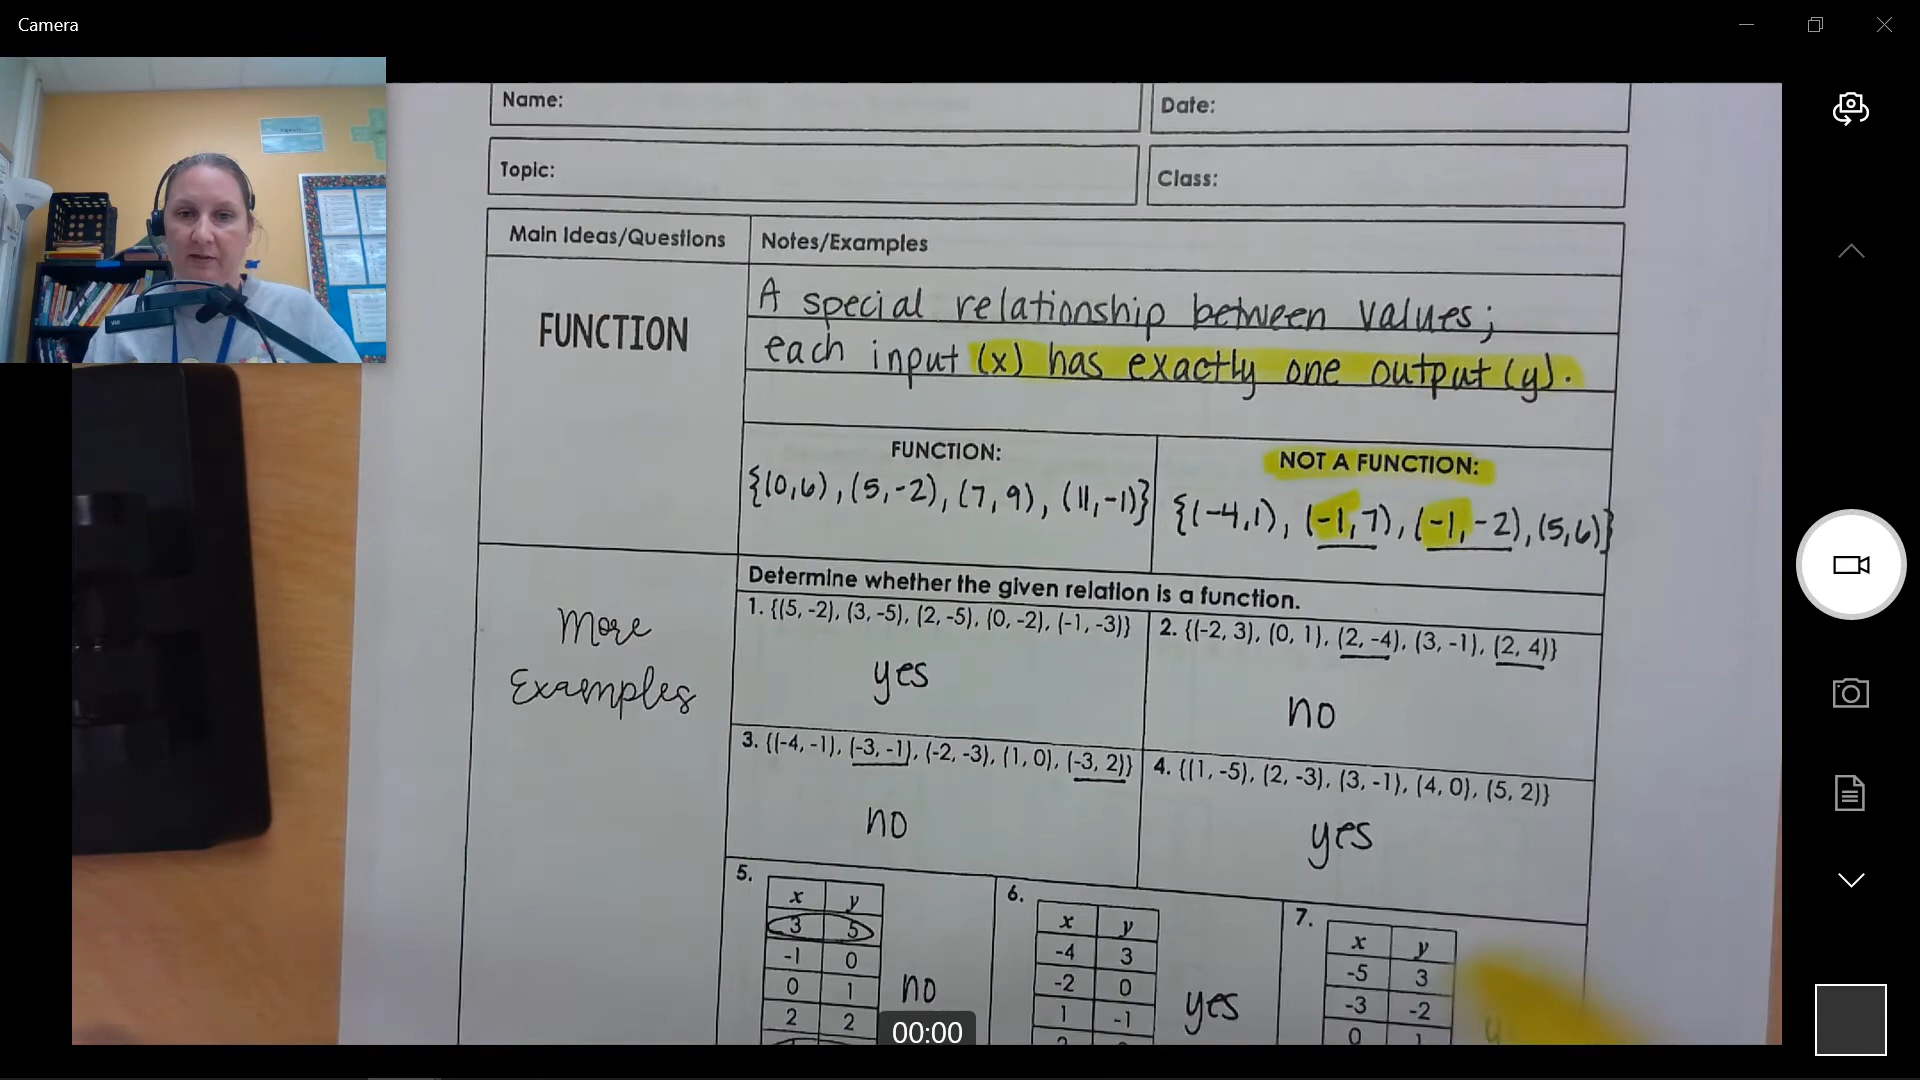 Camera
Name:
Date:
Topic:
Class:
Main Ideas/Questions
Notes/Examples
FUNCTION
A special relationship between values;
each input (x) has exactly one output (y).
FUNCTION:
{(0,6), (5,-2), (7,9), (11,-1)}
NOT A FUNCTION:
{(-4,1), (-1,7), (-1,-2), (5,6)}
More
Examples
Determine whether the given relation is a function.
1. {(5, -2), (3, -5), (2, -5), (0, -2), (-1, -3)}
yes
2. {(-2, 3), (0, 1), (2, -4), (3, -1), (2, 4)}
no
3. {(-4, -1), (-3, -1), (-2, -3), (1, 0), (-3, 2)}
no
4. {(1, -5), (2, -3), (3, -1), (4, 0), (5, 2)}
yes
5.
x y
3 5
-1 0
0 1
2 2
no
6.
x y
-4 3
-2 0
1 -1
yes
7.
x y
-5 3
-3 -2
0 1
00:00